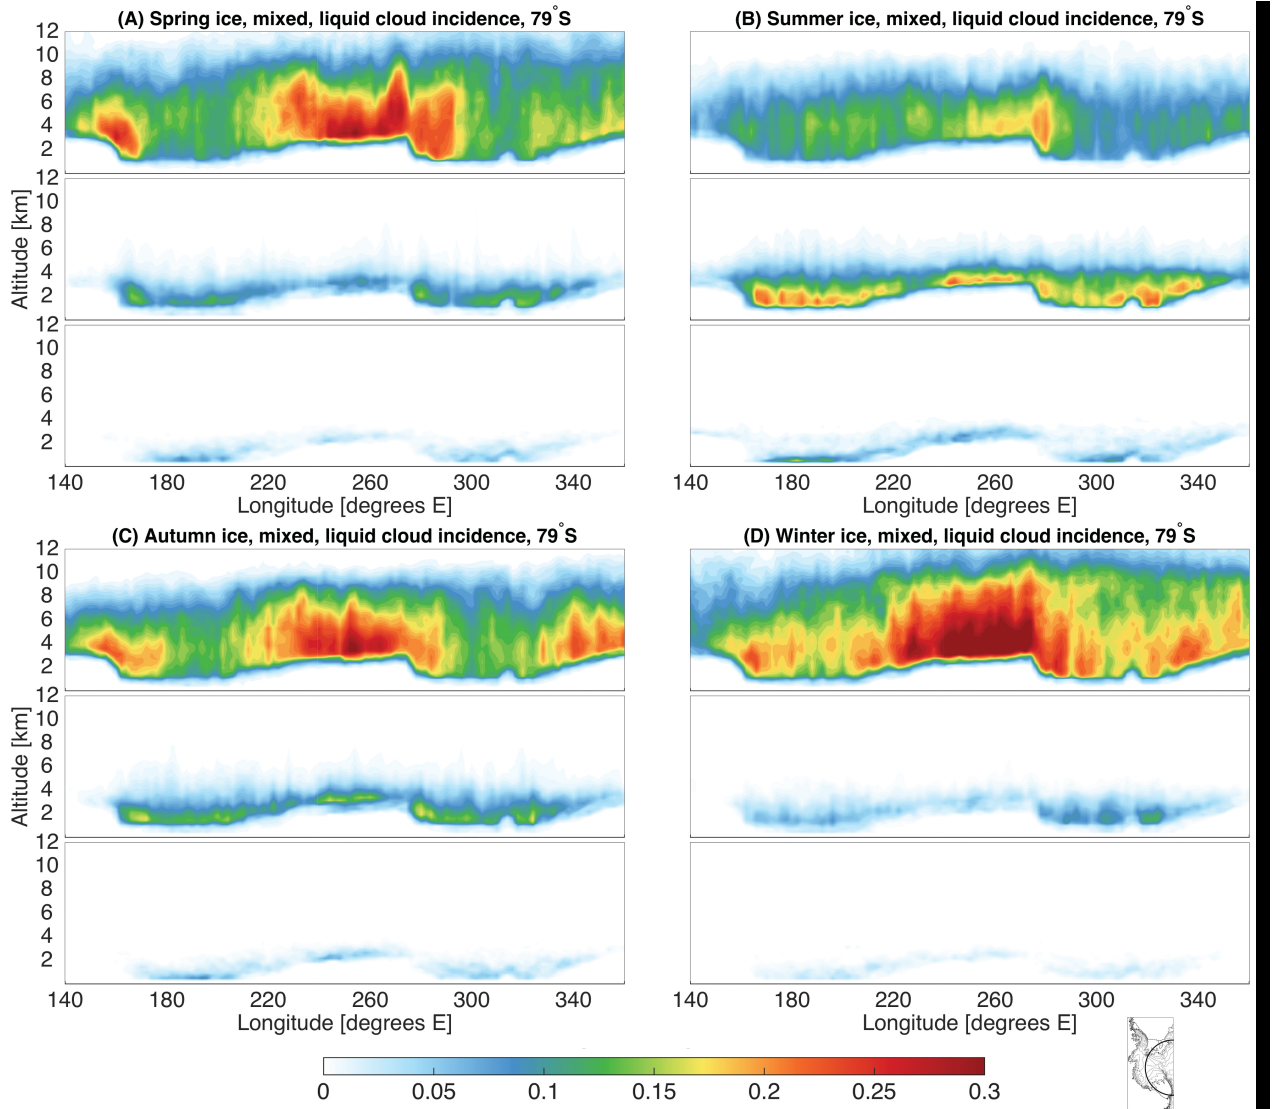 (A) Spring ice, mixed, liquid cloud incidence, 79°S
(B) Summer ice, mixed, liquid cloud incidence, 79°S
12
10
8
6
4
2
12
10
8
6
4
2
12
10
8
6
4
2
Altitude [km]
140 180 220 260 300 340
Longitude [degrees E]
140 180 220 260 300 340
Longitude [degrees E]
(C) Autumn ice, mixed, liquid cloud incidence, 79°S
(D) Winter ice, mixed, liquid cloud incidence, 79°S
12
10
8
6
4
2
12
10
8
6
4
2
12
10
8
6
4
2
Altitude [km]
140 180 220 260 300 340
Longitude [degrees E]
140 180 220 260 300 340
Longitude [degrees E]
0 0.05 0.1 0.15 0.2 0.25 0.3